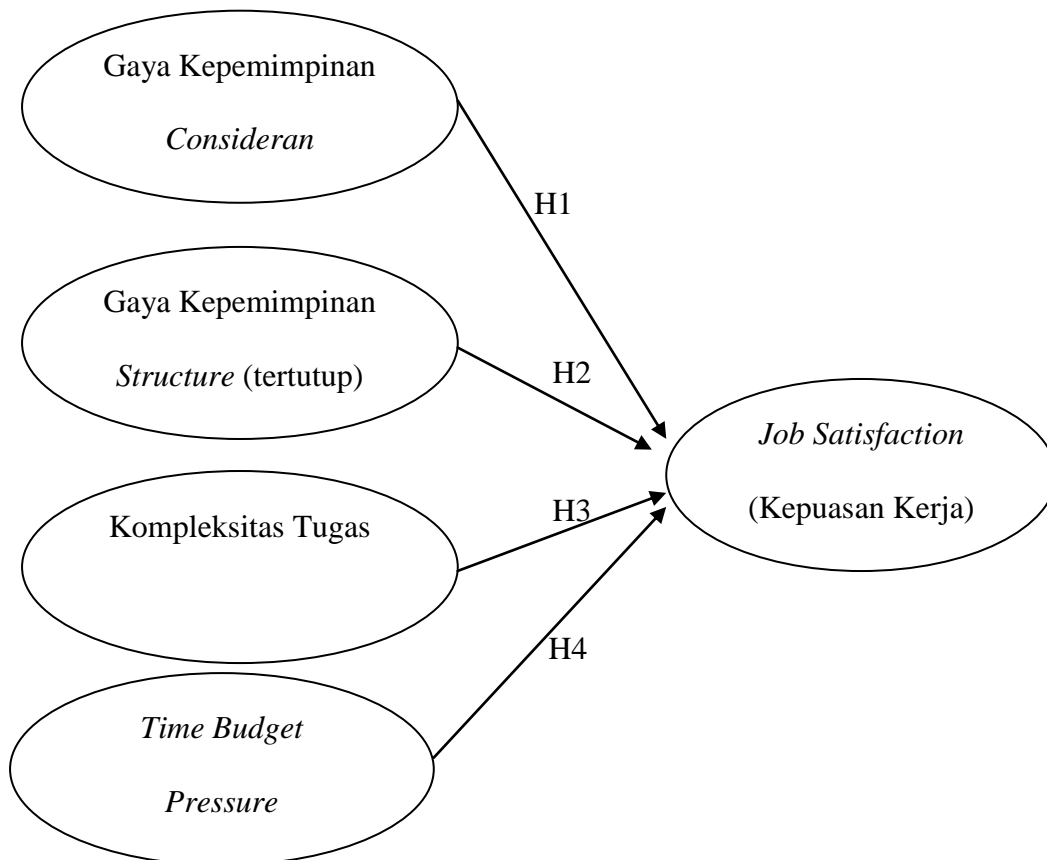 Gaya Kepemimpinan
Consideran
H1
Gaya Kepemimpinan
Structure (tertutup)
H2
Job Satisfaction
(Kepuasan Kerja)
Kompleksitas Tugas
H3
H4
Time Budget
Pressure